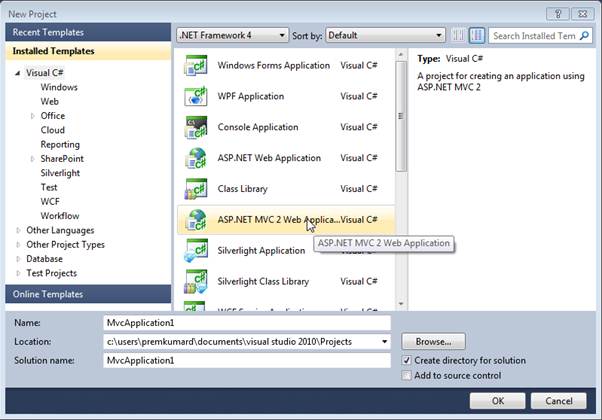 New Project
Recent Templates
.NET Framework 4
Sort by:
Default
Search Installed Tem
Installed Templates
Visual C#
Windows
Web
Office
Cloud
Reporting
SharePoint
Silverlight
Test
WCF
Workflow
Other Languages
Other Project Types
Database
Test Projects
Online Templates
Windows Forms Application Visual C#
WPF Application Visual C#
Console Application Visual C#
ASP.NET Web Application Visual C#
Class Library Visual C#
ASP.NET MVC 2 Web Applica...Visual C#
ASP.NET MVC 2 Web Application
Silverlight Application Visual C#
Silverlight Class Library Visual C#
WCF Service Application Visual C#
Type: Visual C#
A project for creating an application using
ASP.NET MVC 2
Name: MvcApplication1
Location: c:\users\premkumard\documents\visual studio 2010\Projects
Browse...
Solution name: MvcApplication1
Create directory for solution
Add to source control
OK
Cancel